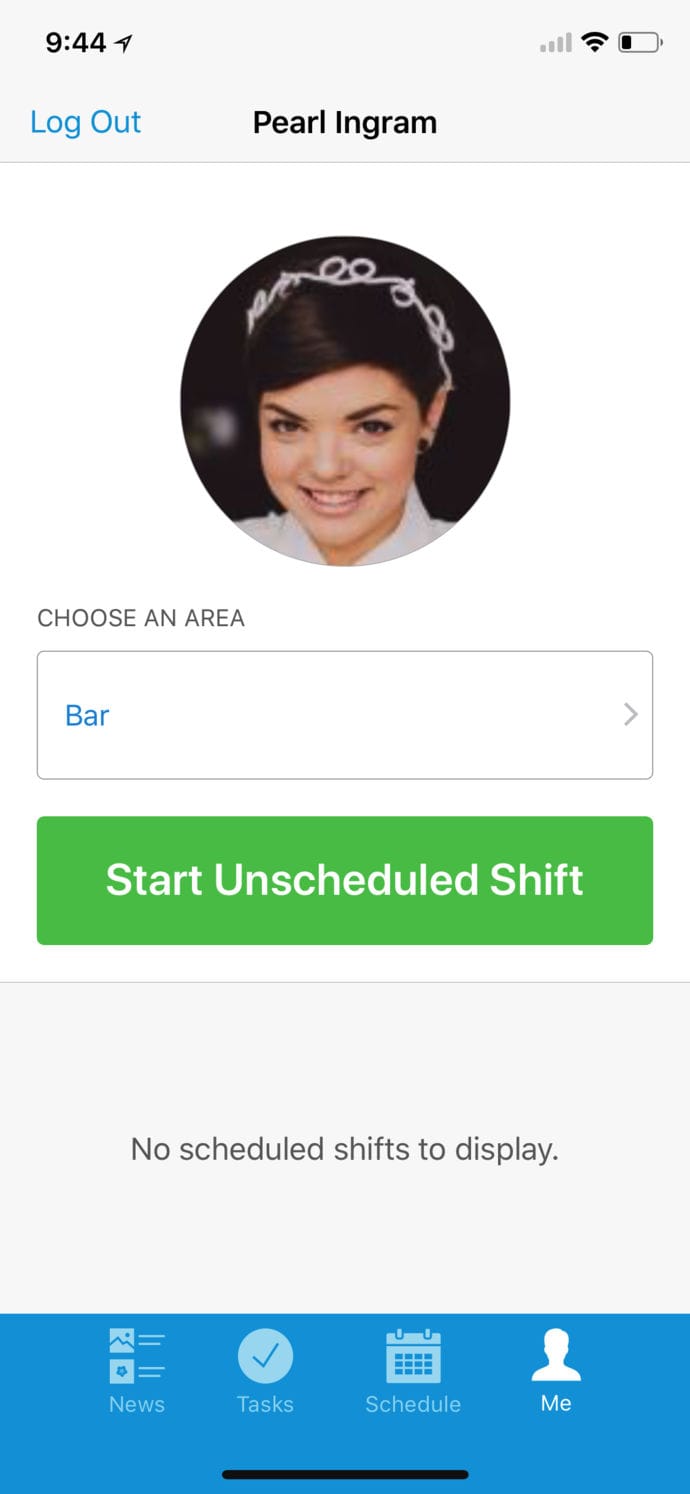 9:44
Log Out
Pearl Ingram
CHOOSE AN AREA
Bar
Start Unscheduled Shift
No scheduled shifts to display.
News
Tasks
Schedule
Me